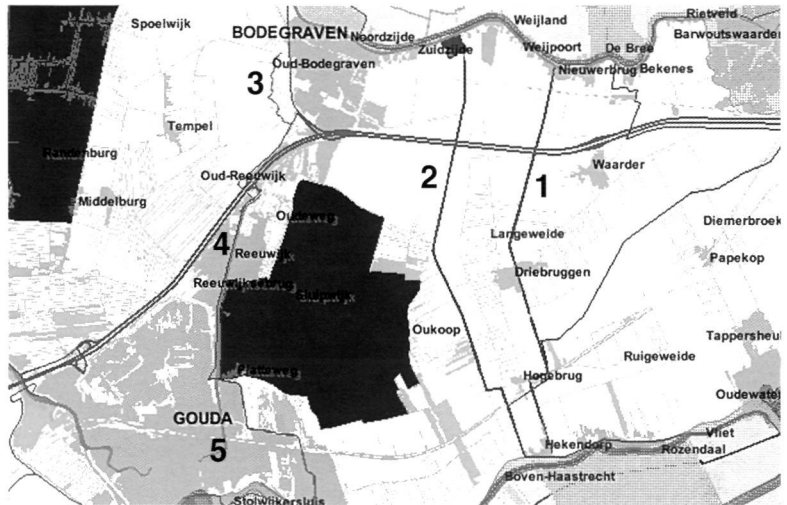 Spoelwijk
BODEGRAVEN
Noordzijde
Zuidzijde
Weijland
Weijpoort
De Bree
Rietveld
Barwoutswaarder
Oud-Bodegraven
Nieuwerbrug
Bekenes
3
Tempel
Randenburg
Oud-Reeuwijk
2
1
Waarder
Middelburg
Oudeweg
4
Reeuwijk
Langeweide
Diemerbroek
Papekop
Driebruggen
Reeuwijksebrug
Sluipwijk
Oukoop
Tappersheul
Ruigeweide
Platteweg
Hogebrug
Oudewater
GOUDA
5
Hekendorp
Vliet
Rozendaal
Boven-Haastrecht
Stolwijkersluis